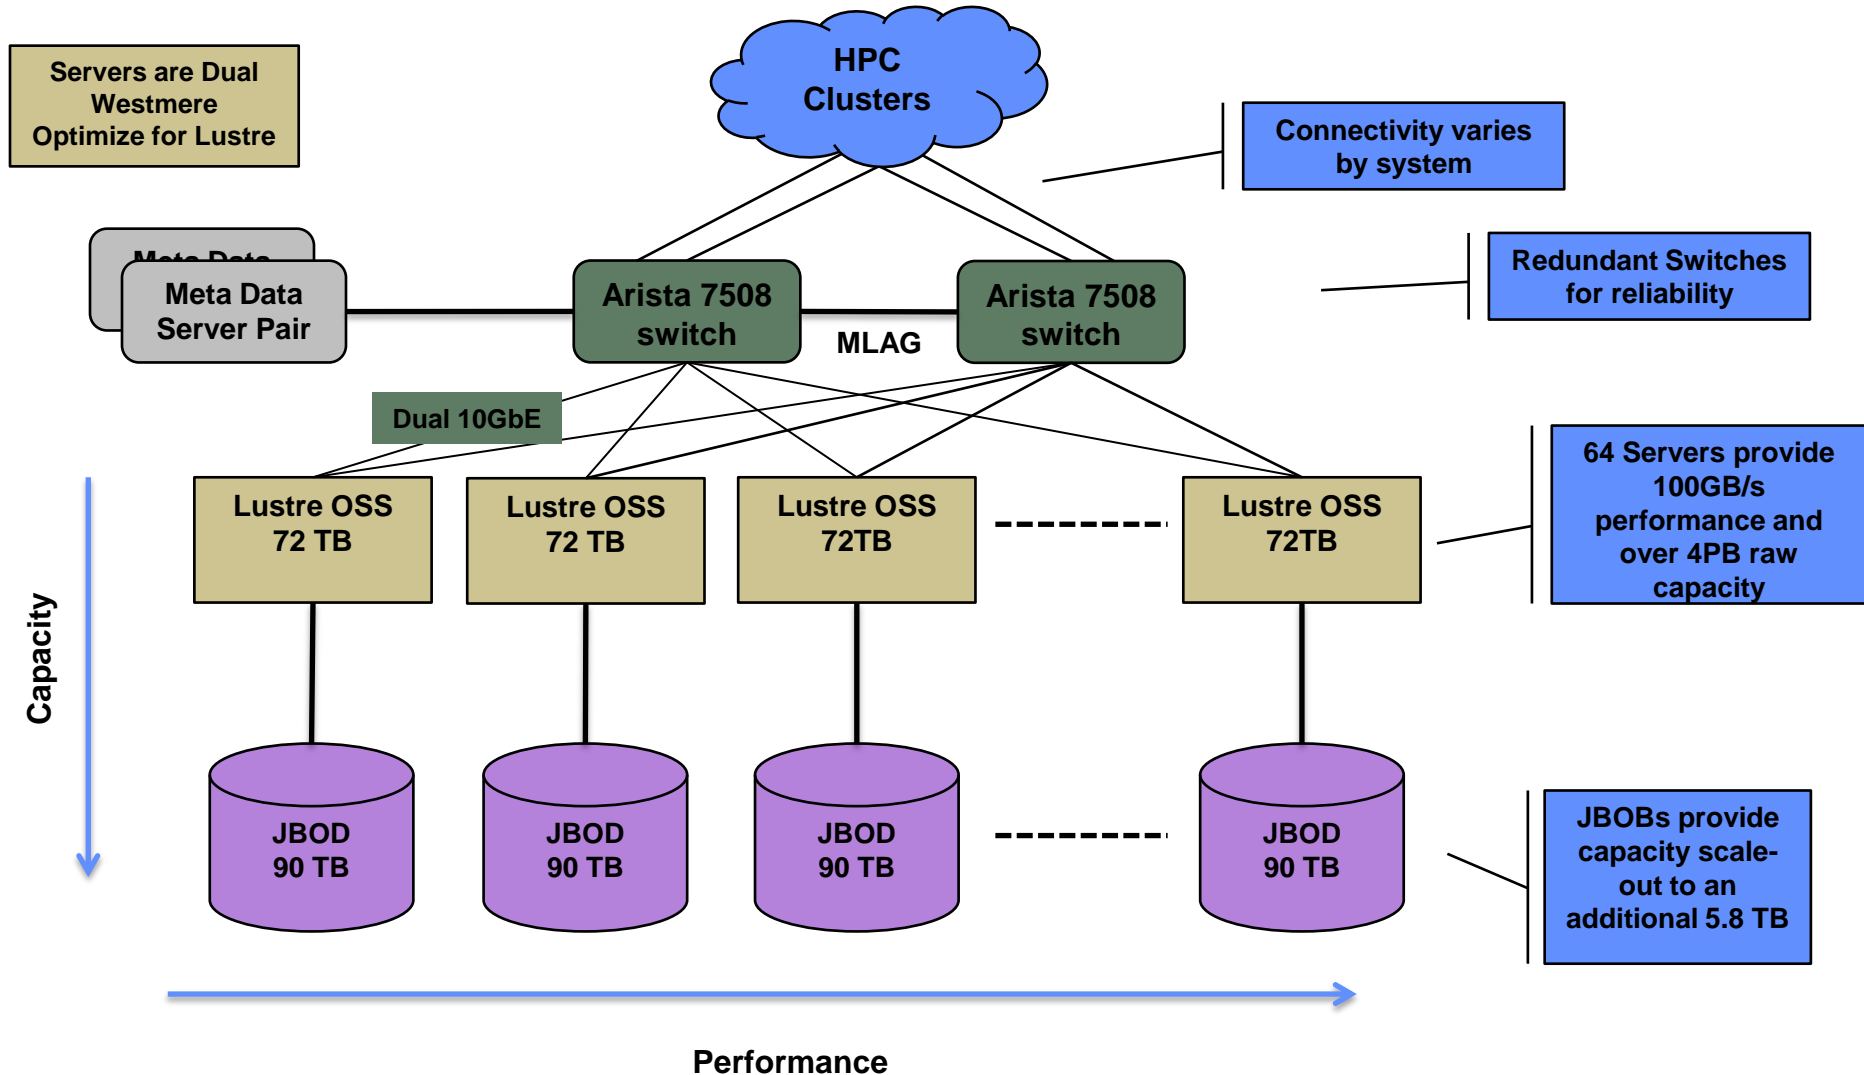 Servers are Dual
Westmere
Optimize for Lustre
HPC
Clusters
Connectivity varies
by system
Meta Data
Meta Data
Server Pair
Arista 7508
switch
MLAG
Arista 7508
switch
Redundant Switches
for reliability
Dual 10GbE
Lustre OSS
72 TB
Lustre OSS
72 TB
Lustre OSS
72TB
Lustre OSS
72TB
64 Servers provide
100GB/s
performance and
over 4PB raw
capacity
Capacity
JBOD
90 TB
JBOD
90 TB
JBOD
90 TB
JBOD
90 TB
JBOBs provide
capacity scale-
out to an
additional 5.8 TB
Performance